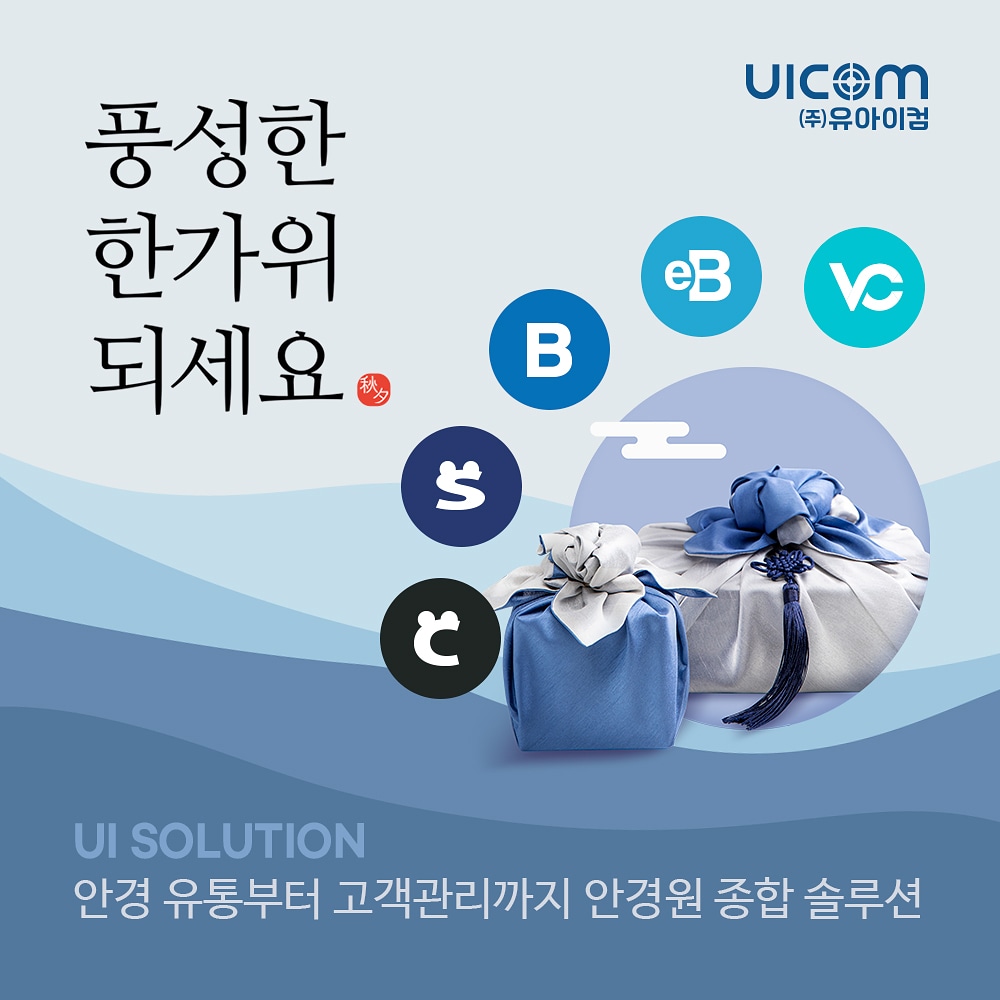 UICOM
(주)유아이컴
풍성한
한가위
되세요
秋夕
eB
VC
B
S
C
UI SOLUTION
안경 유통부터 고객관리까지 안경원 종합 솔루션